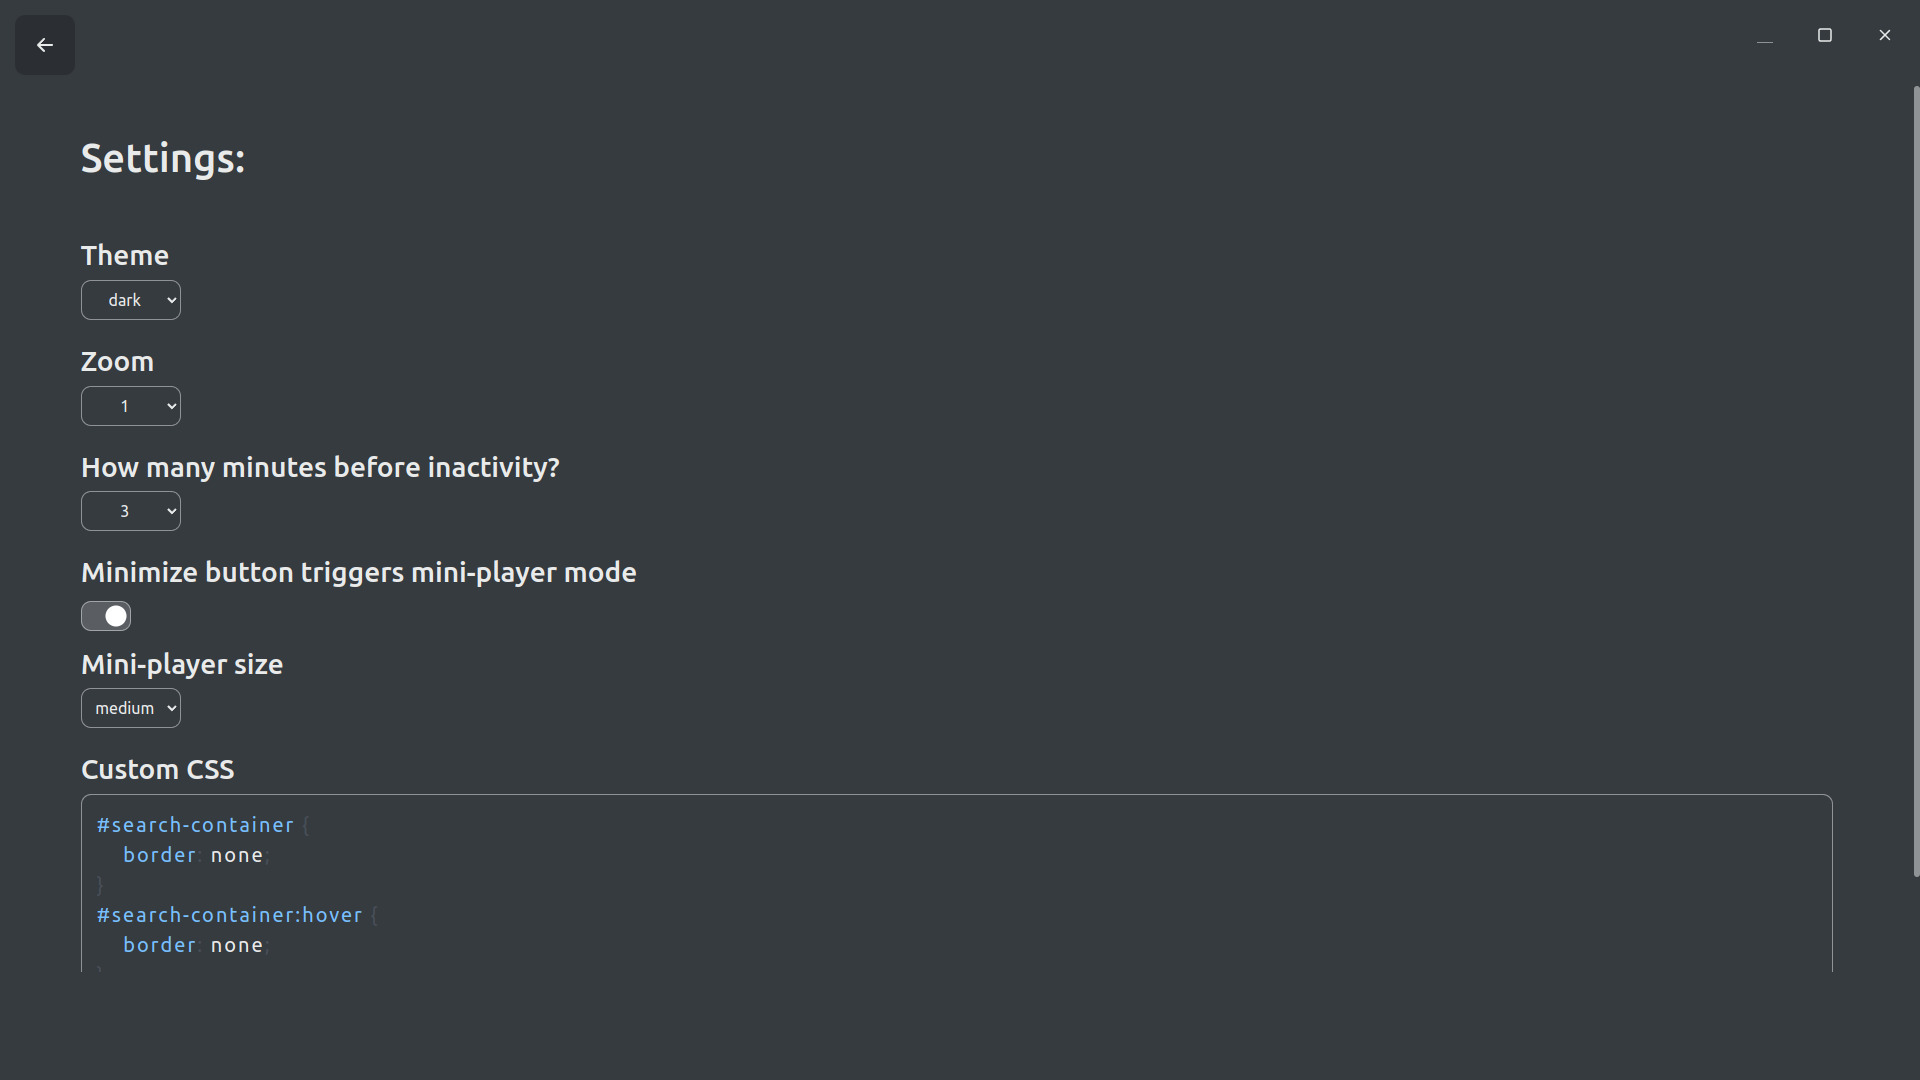 Settings:
Theme
dark
Zoom
1
How many minutes before inactivity?
3
Minimize button triggers mini-player mode
Mini-player size
medium
Custom CSS
#search-container {
border: none;
}
#search-container:hover {
border: none;
}